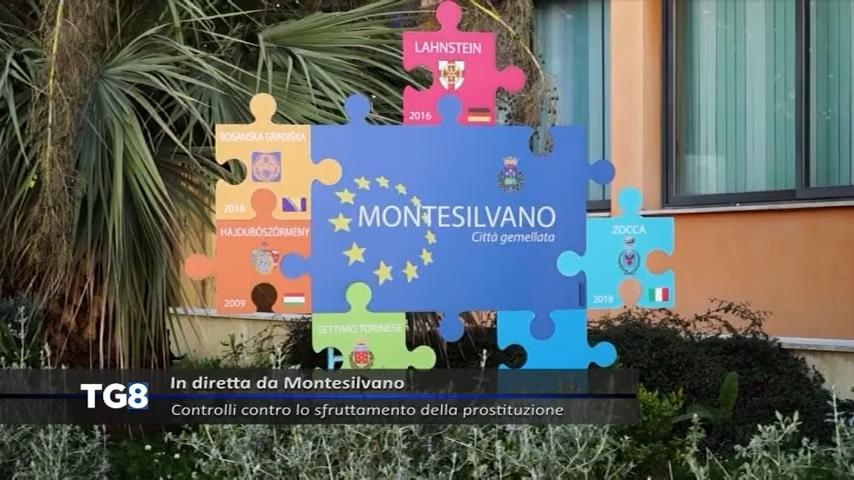 LAHNSTEIN
2016
BOSANSKA GRADIŠKA
2018
HAJDUBÖSZÖRMENY
2009
MONTESILVANO
Città gemellata
ZOCCA
2018
SETTIMO TORINESE
TG8
In diretta da Montesilvano
Controlli contro lo sfruttamento della prostituzione